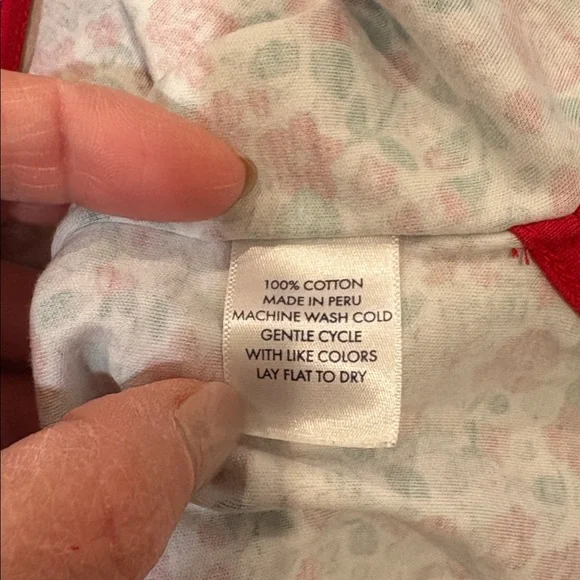 100% COTTON
MADE IN PERU
MACHINE WASH COLD
GENTLE CYCLE
WITH LIKE COLORS
LAY FLAT TO DRY